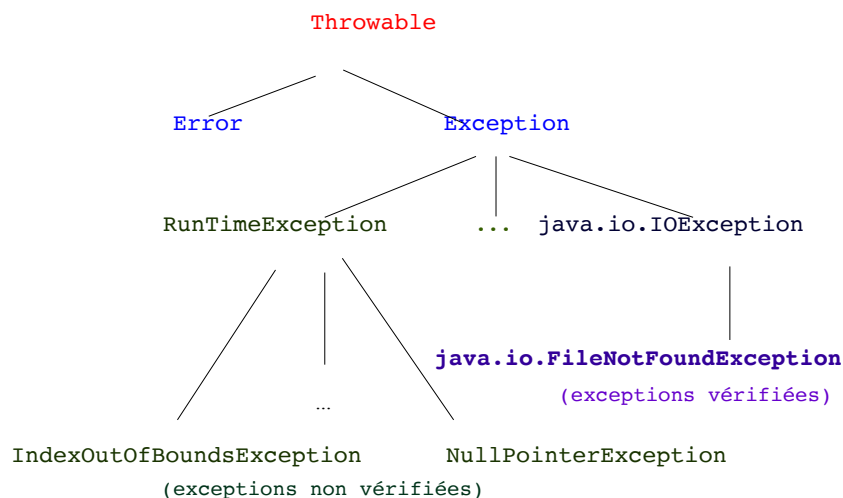 Throwable
Error Exception
RunTimeException ... java.io.IOException
java.io.FileNotFoundException
(exceptions vérifiées)
...
IndexOutOfBoundsException NullPointerException
(exceptions non vérifiées)